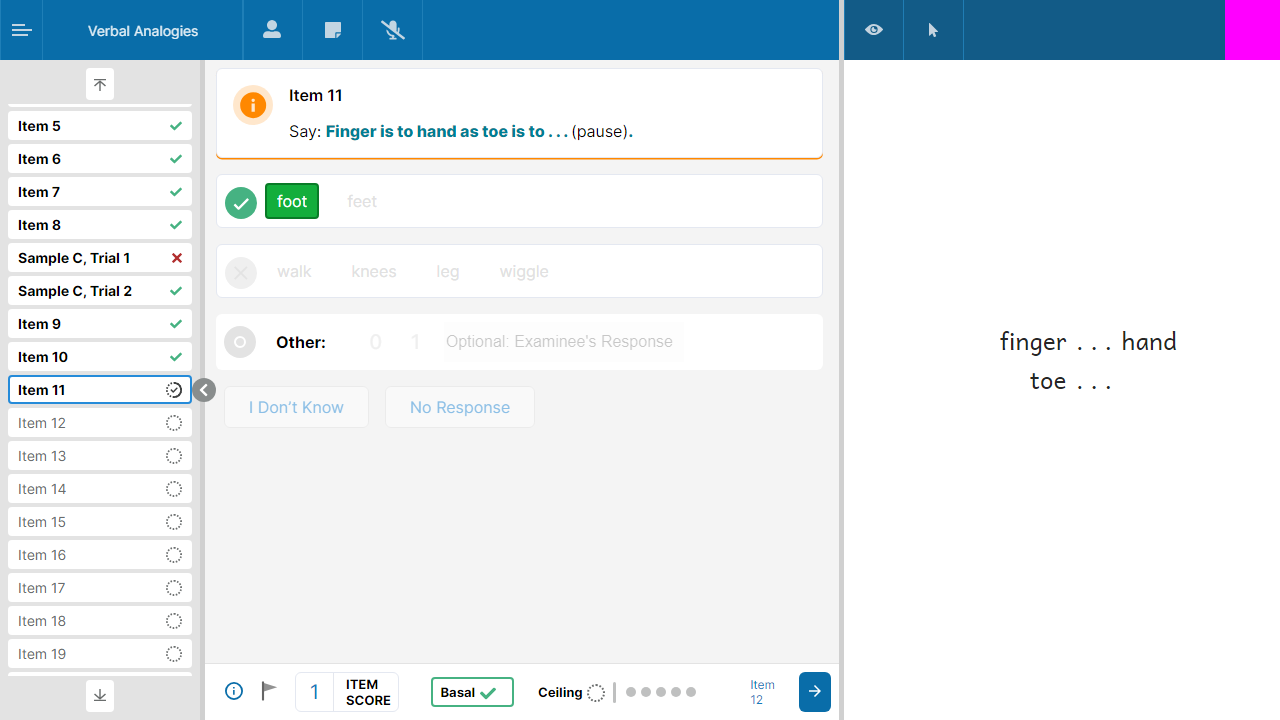 Verbal Analogies
Item 5
Item 6
Item 7
Item 8
Sample C, Trial 1
Sample C, Trial 2
Item 9
Item 10
Item 11
Item 12
Item 13
Item 14
Item 15
Item 16
Item 17
Item 18
Item 19
Item 11
Say: Finger is to hand as toe is to . . . (pause).
foot feet
walk knees leg wiggle
Other: 0 1 Optional: Examinee's Response
I Don't Know No Response
1 ITEM SCORE
Basal
Ceiling
Item 12
finger . . . hand
toe . . .